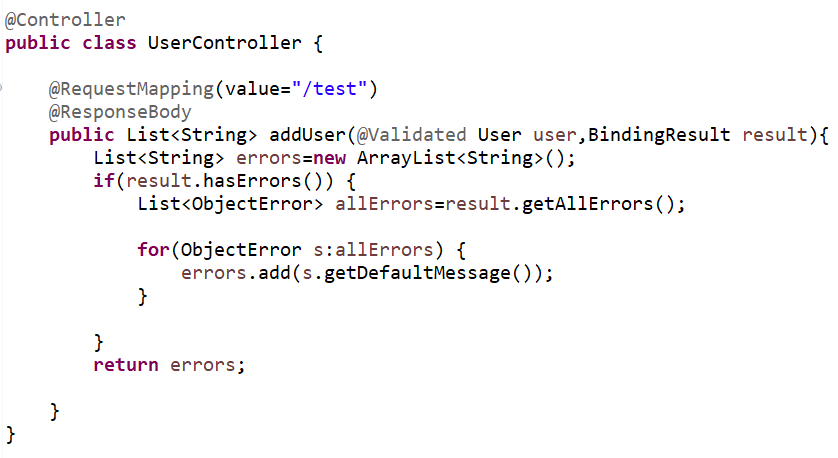 @Controller
public class UserController {
@RequestMapping(value="/test")
@ResponseBody
public List<String> addUser(@Validated User user,BindingResult result){
List<String> errors=new ArrayList<String>();
if(result.hasErrors()) {
List<ObjectError> allErrors=result.getAllErrors();
for(ObjectError s:allErrors) {
errors.add(s.getDefaultMessage());
}
}
return errors;
}
}